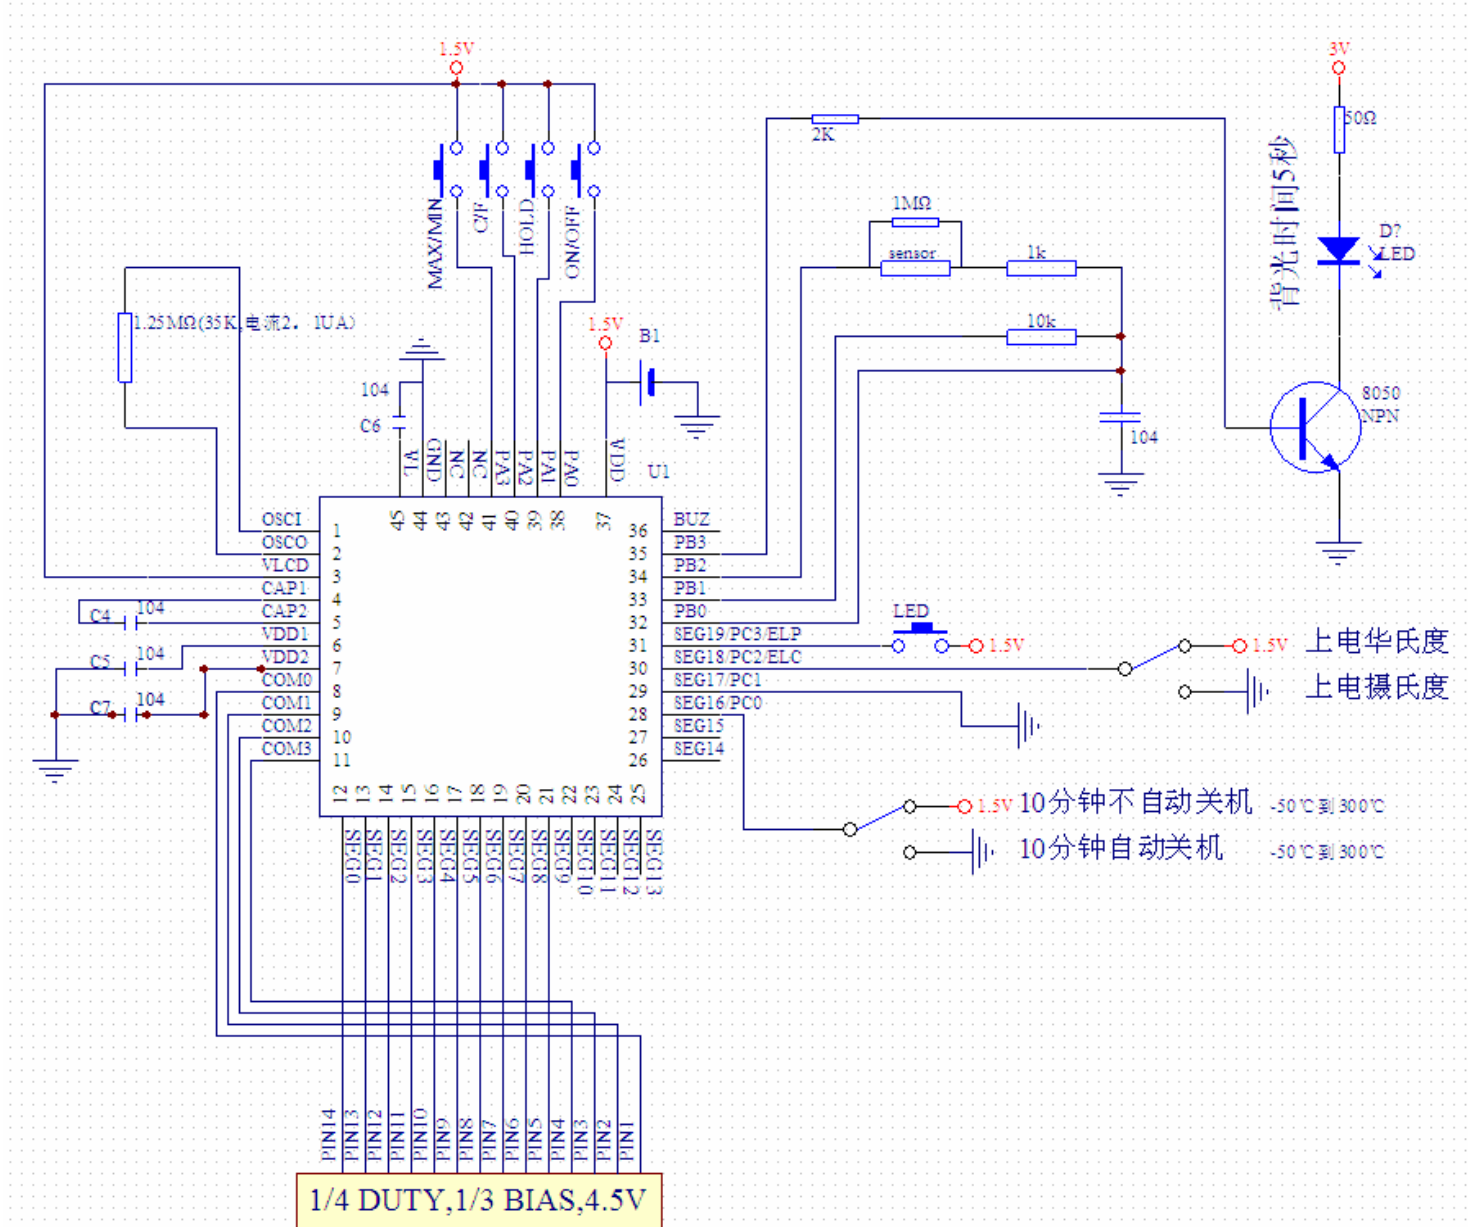 1.5V
3V
50Ω
2K
背光时间5秒
MAX/MIN
C/F
HOLD
ON/OFF
1MΩ
sensor
1k
D?
LED
1.25MΩ(35K,电流2. 1UA)
1.5V
B1
10k
104
C6
8050
NPN
104
VL
GND
NC
NC
PA3
PA2
PA1
PA0
VDD
U1
45
44
43
42
41
40
39
38
37
OSCI
1
OSCO
2
VLCD
3
CAP1
4
CAP2
5
VDD1
6
VDD2
7
COM0
8
COM1
9
COM2
10
COM3
11
C4
104
C5
104
C7
104
36
BUZ
35
PB3
34
PB2
33
PB1
32
PB0
31
SEG19/PC3/ELP
30
SEG18/PC2/ELC
29
SEG17/PC1
28
SEG16/PC0
27
SEG15
26
SEG14
LED
1.5V
1.5V 上电华氏度
上电摄氏度
1.5V 10分钟不自动关机 -50℃到300℃
10分钟自动关机 -50℃到300℃
12
13
14
15
16
17
18
19
20
21
22
23
24
25
SEG0
SEG1
SEG2
SEG3
SEG4
SEG5
SEG6
SEG7
SEG8
SEG9
SEG10
SEG11
SEG12
SEG13
PIN14
PIN13
PIN12
PIN11
PIN10
PIN9
PIN8
PIN7
PIN6
PIN5
PIN4
PIN3
PIN2
PIN1
1/4 DUTY,1/3 BIAS,4.5V